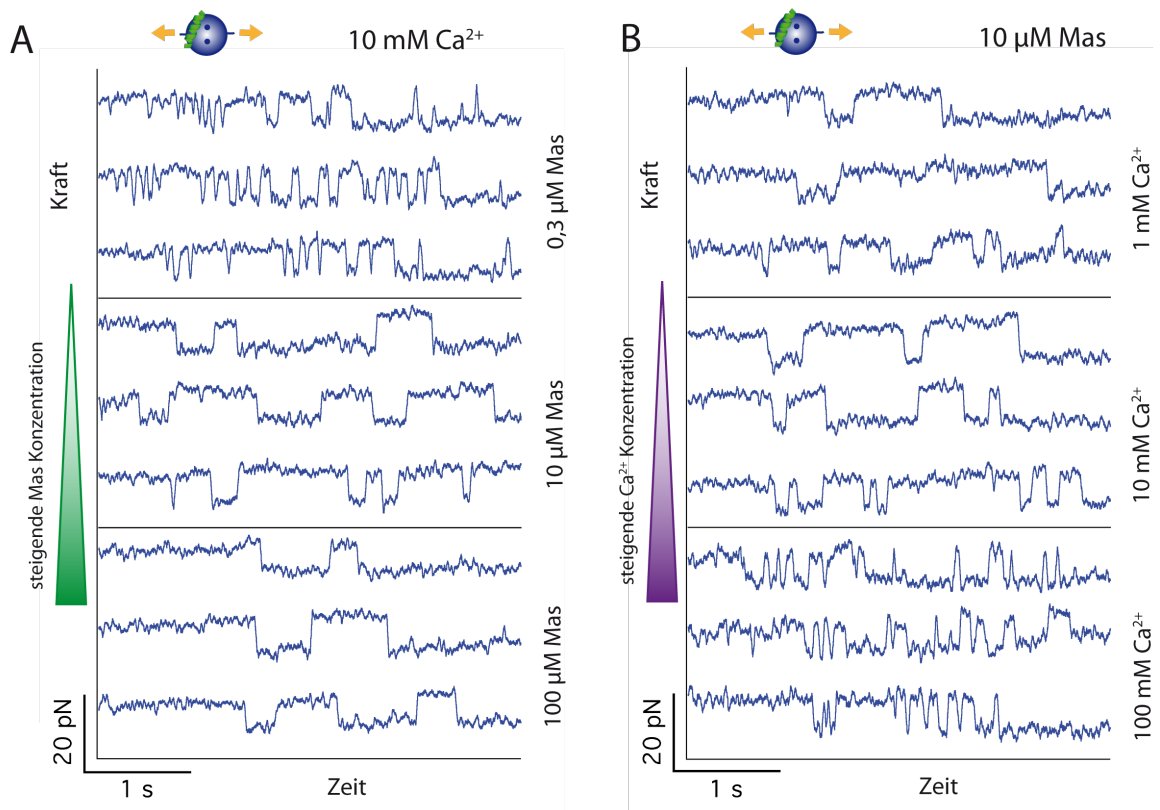 A
10 mM Ca²⁺
Kraft
0,3 µM Mas
steigende Mas Konzentration
10 µM Mas
100 µM Mas
20 pN
1 s
Zeit
B
10 µM Mas
Kraft
1 mM Ca²⁺
steigende Ca²⁺ Konzentration
10 mM Ca²⁺
100 mM Ca²⁺
20 pN
1 s
Zeit